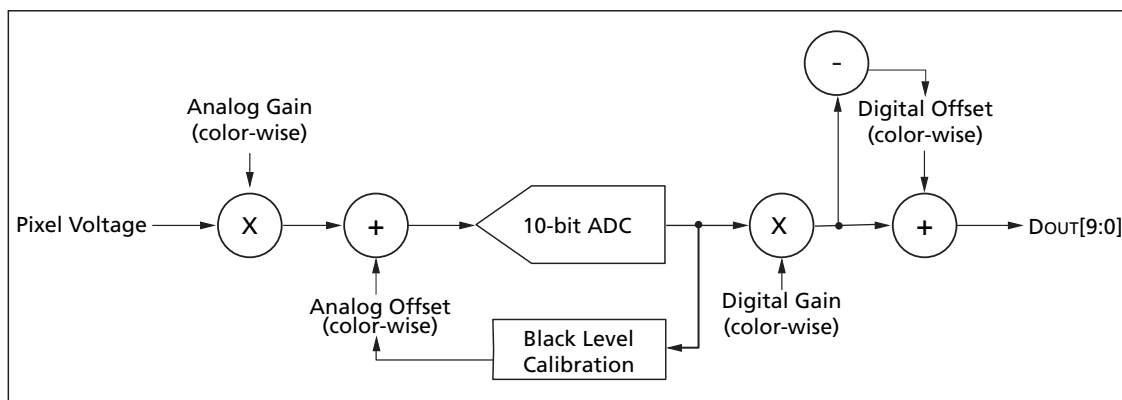 -
Analog Gain
(color-wise)
Digital Offset
(color-wise)
Pixel Voltage
X
+
10-bit ADC
X
+
DOUT[9:0]
Analog Offset
(color-wise)
Digital Gain
(color-wise)
Black Level
Calibration